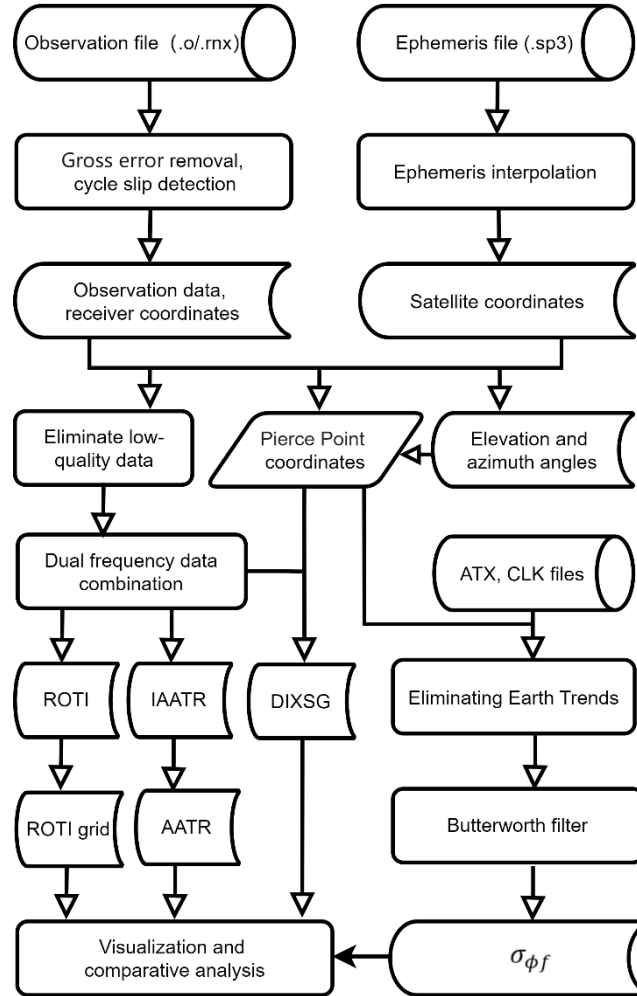 Observation file （.o/.rnx)
Ephemeris file (.sp3)
Gross error removal,
cycle slip detection
Ephemeris interpolation
Observation data,
receiver coordinates
Satellite coordinates
Eliminate low-
quality data
Pierce Point
coordinates
Elevation and
azimuth angles
Dual frequency data
combination
ATX, CLK files
ROTI
IAATR
DIXSG
Eliminating Earth Trends
ROTI grid
AATR
Butterworth filter
Visualization and
comparative analysis
σϕf